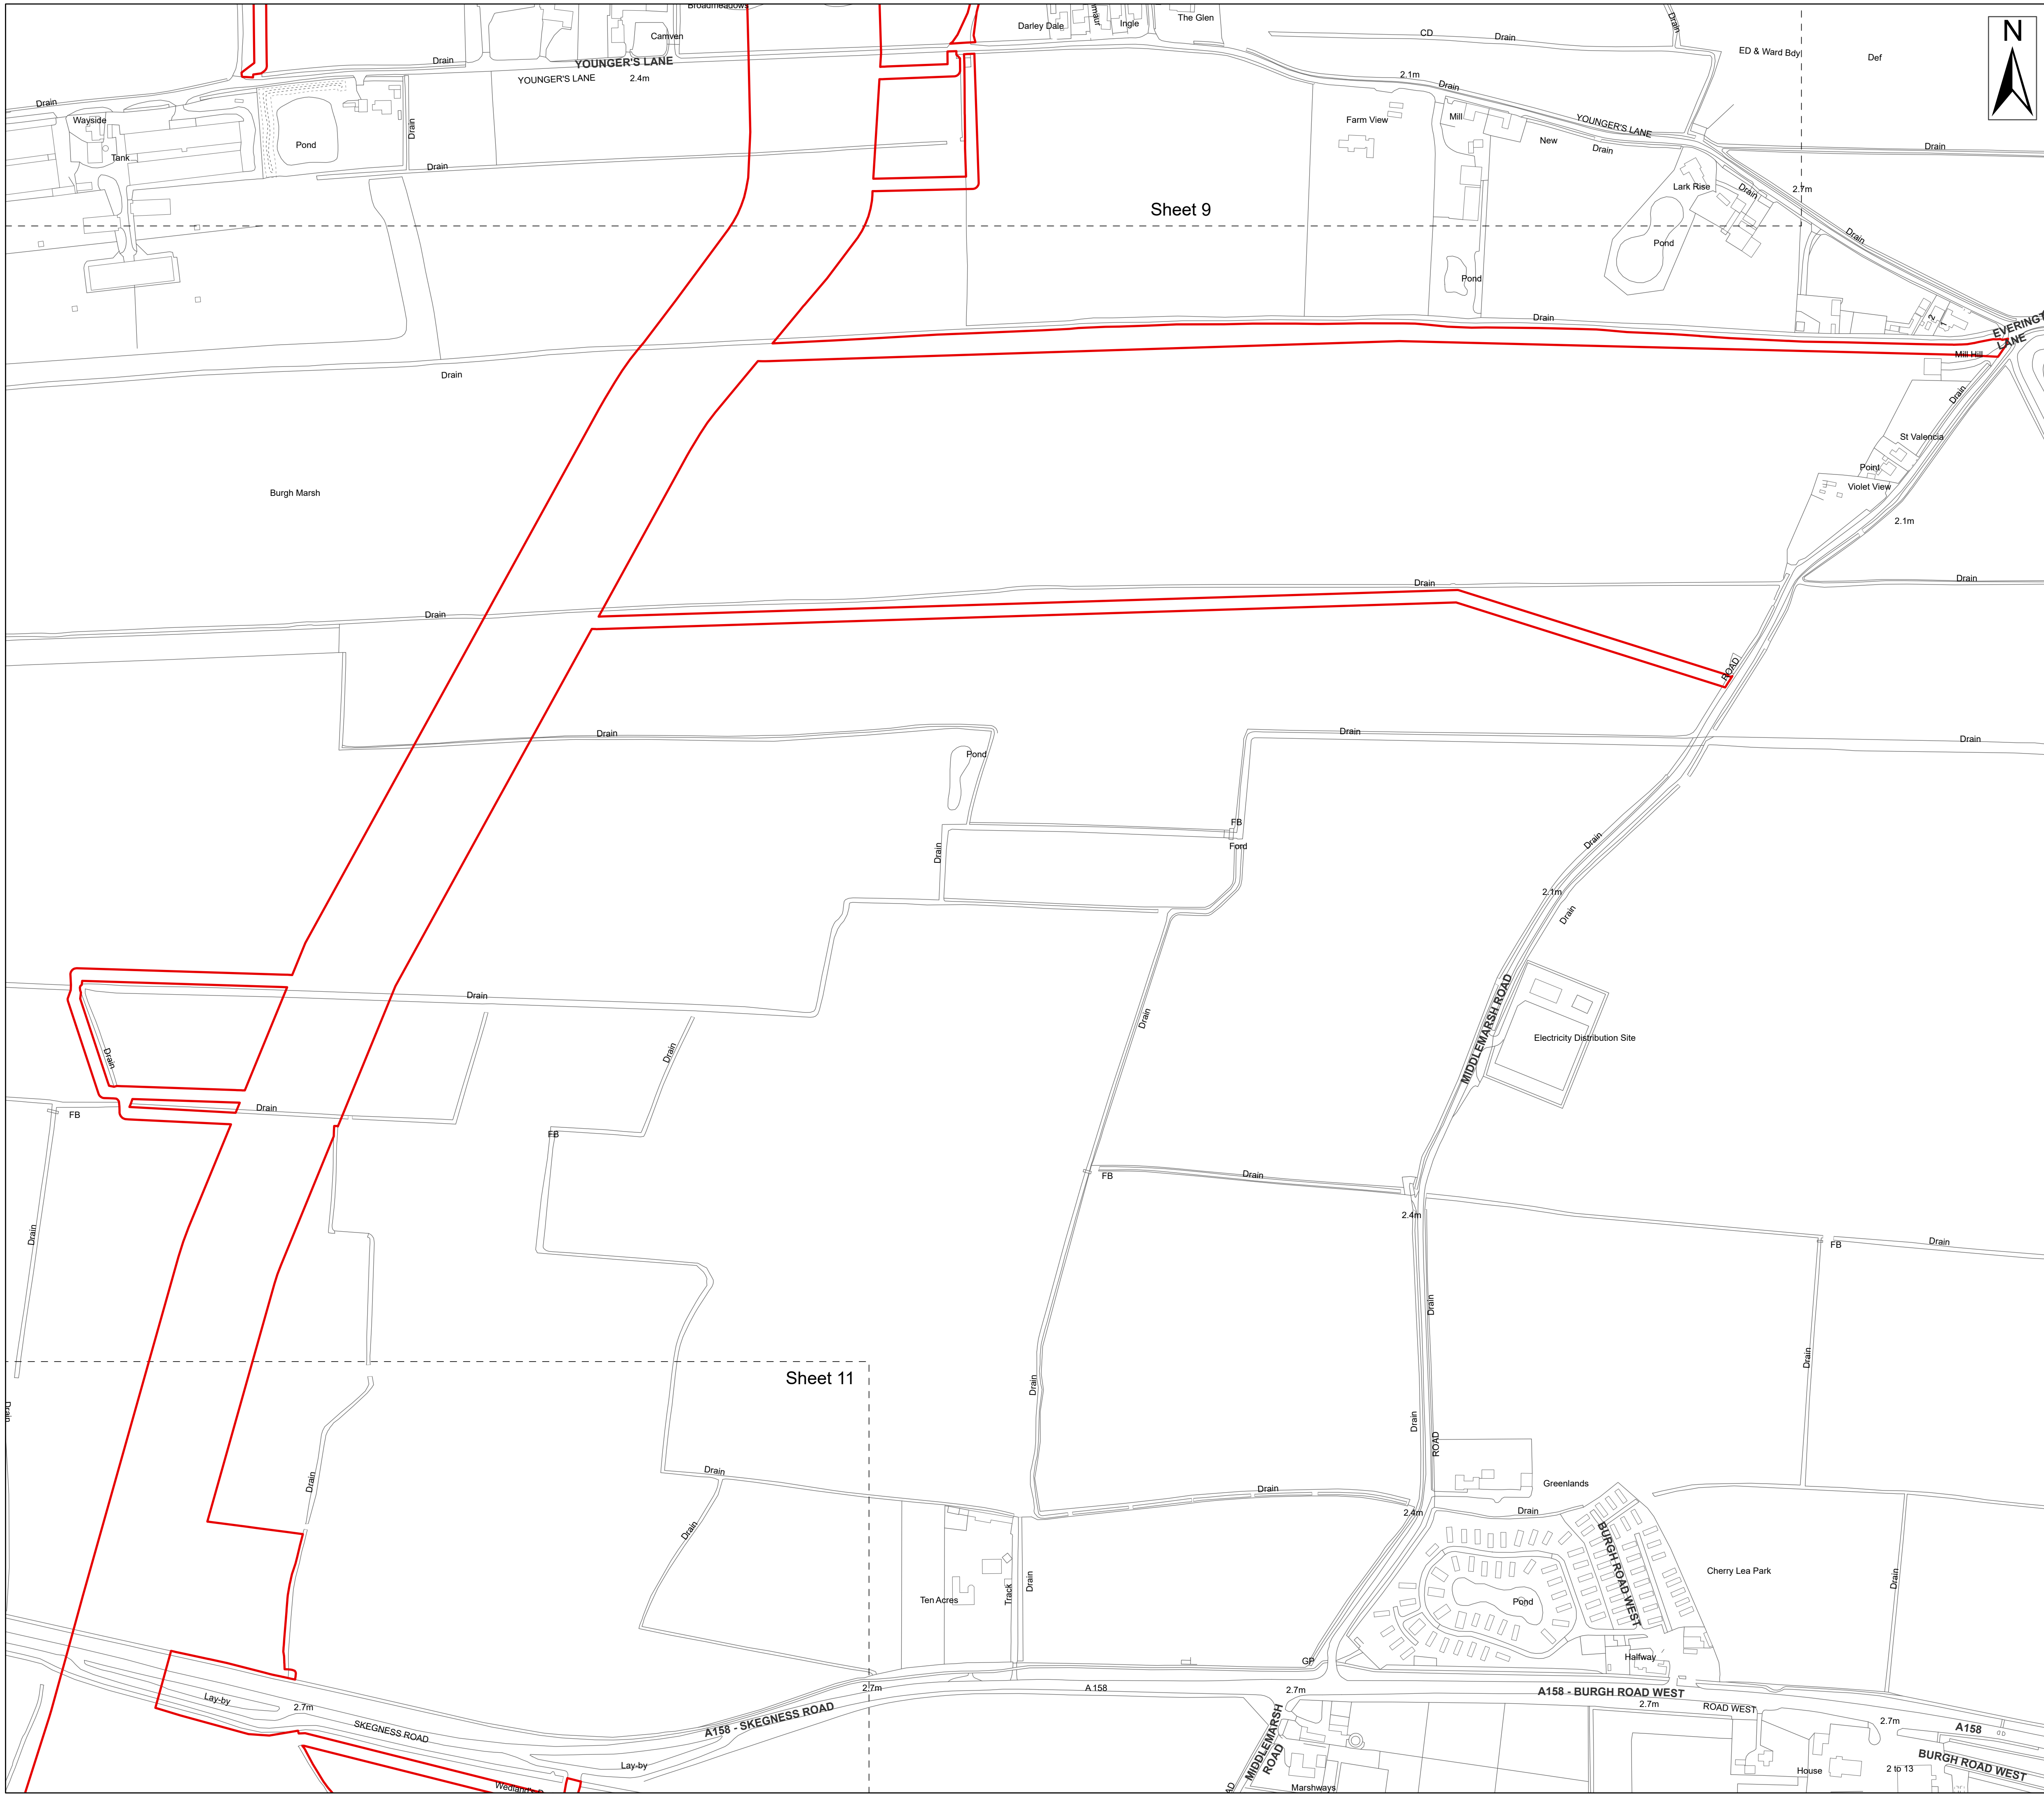 Broadmeadows
Camven
Darley Dale
Ingle
The Glen
Drain
CD
Drain
ED & Ward Bdy
Def
N
Drain
YOUNGER'S LANE
YOUNGER'S LANE
2.4m
2.1m
Drain
Drain
Wayside
Tank
Pond
Drain
Drain
Farm View
Mill
New
YOUNGER'S LANE
Drain
Drain
Lark Rise
Drain
2.7m
Sheet 9
Drain
Pond
Pond
Drain
2
1
LANE
Mill Hill
Drain
Drain
St Valencia
Point
Violet View
2.1m
Burgh Marsh
Drain
Drain
Drain
ROAD
Drain
Drain
Drain
Pond
FB
Ford
Drain
Drain
2.1m
Drain
Drain
Drain
Drain
Drain
MIDDLEMARSH ROAD
Electricity Distribution Site
Drain
FB
Drain
FB
FB
Drain
2.4m
Drain
FB
Drain
Drain
Drain
Sheet 11
Drain
Drain
Drain
Drain
ROAD
Drain
Drain
Drain
Drain
Greenlands
2.4m
Drain
BURGH ROAD WEST
Cherry Lea Park
Drain
Ten Acres
Track
Drain
Pond
Halfway
GP
Lay-by
2.7m
SKEGNESS ROAD
A158 - SKEGNESS ROAD
2.7m
A158
2.7m
A158 - BURGH ROAD WEST
2.7m
ROAD WEST
2.7m
A158
BURGH ROAD WEST
Lay-by
MIDDLEMARSH
ROAD
Marshways
House
2 to 13